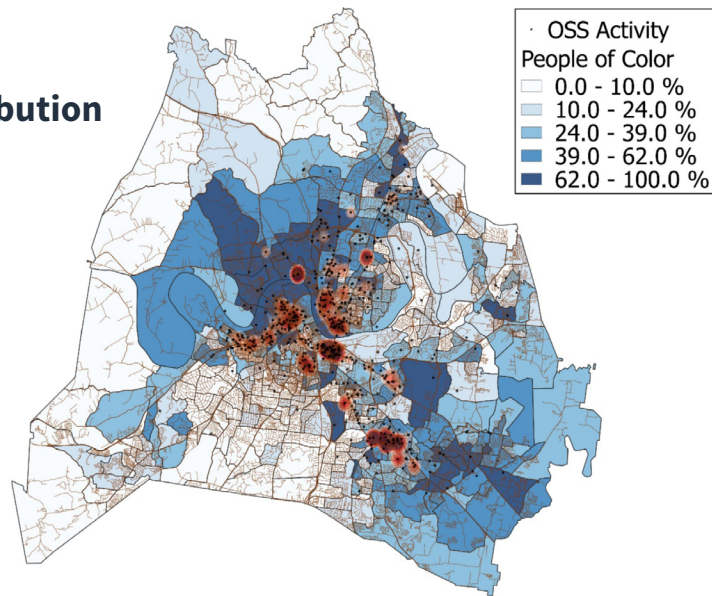 bution
OSS Activity
People of Color
0.0 - 10.0 %
10.0 - 24.0 %
24.0 - 39.0 %
39.0 - 62.0 %
62.0 - 100.0 %